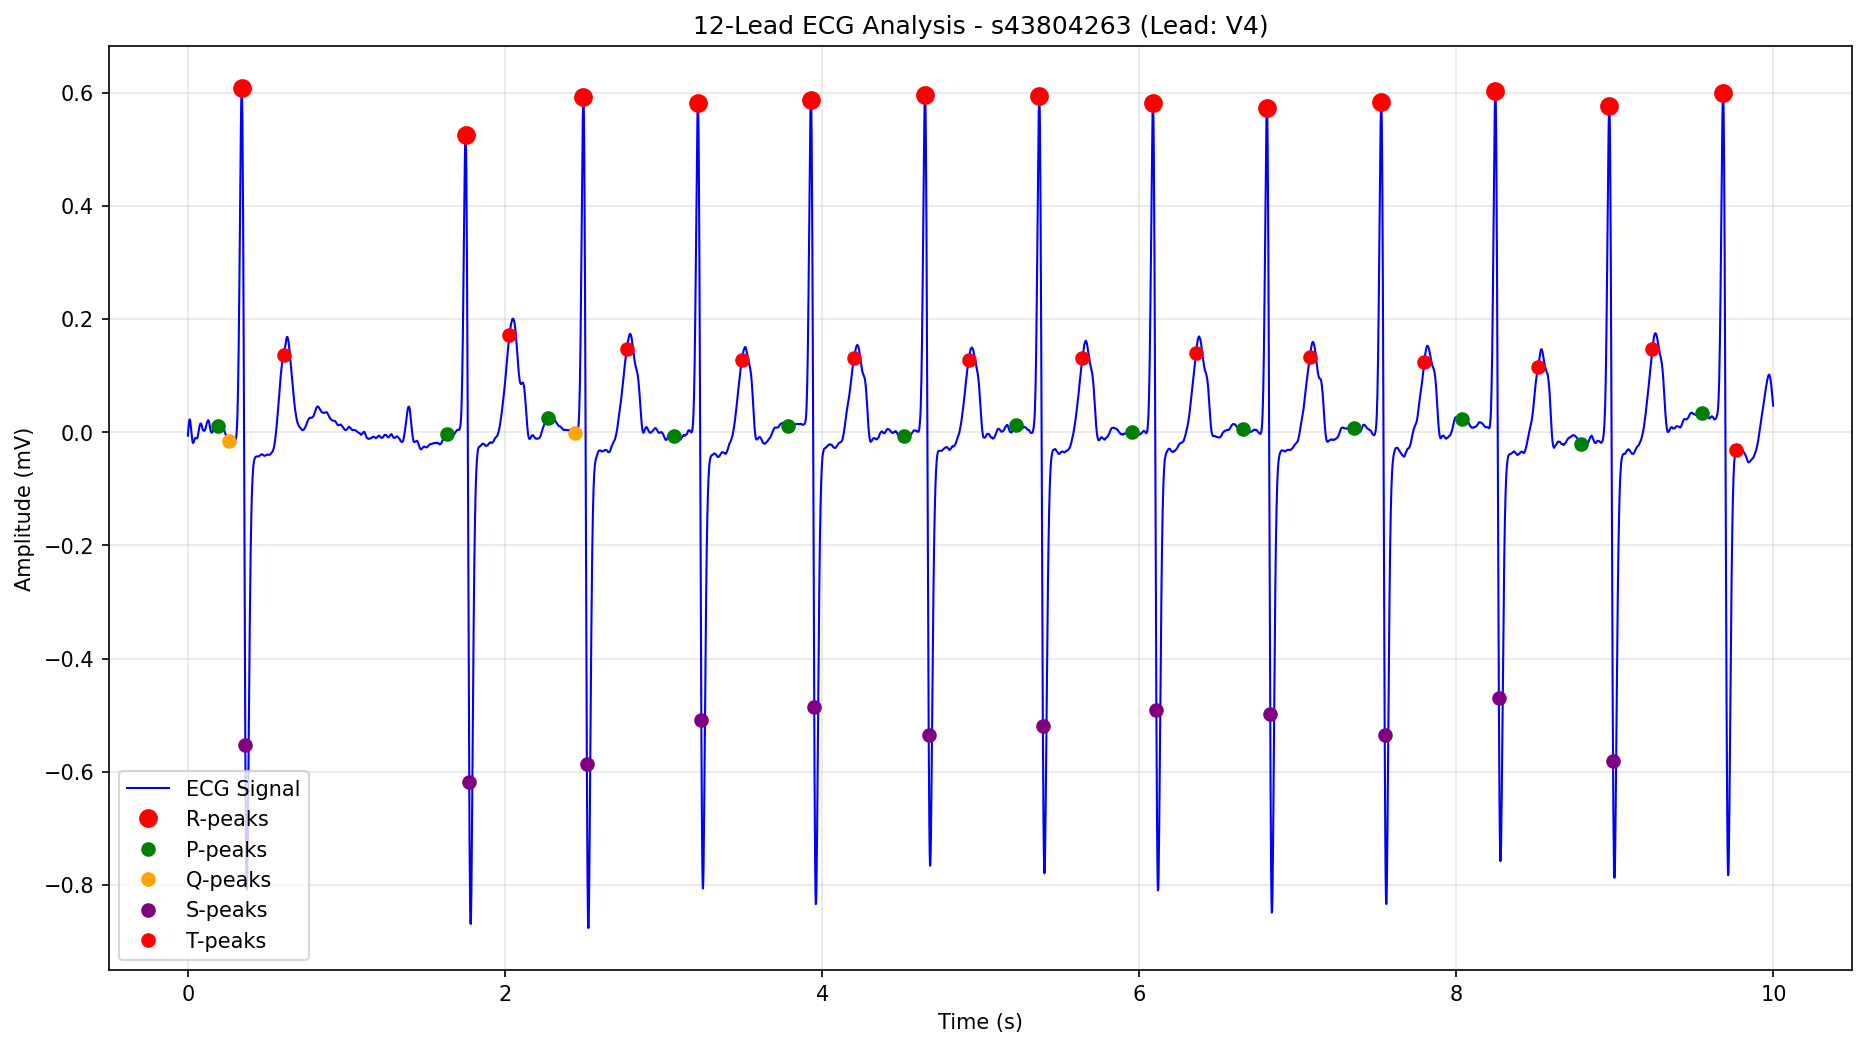 12-Lead ECG Analysis - s43804263 (Lead: V4)
Amplitude (mV)
0.6
0.4
0.2
0.0
−0.2
−0.4
−0.6
−0.8
ECG Signal
R-peaks
P-peaks
Q-peaks
S-peaks
T-peaks
0 2 4 6 8 10
Time (s)